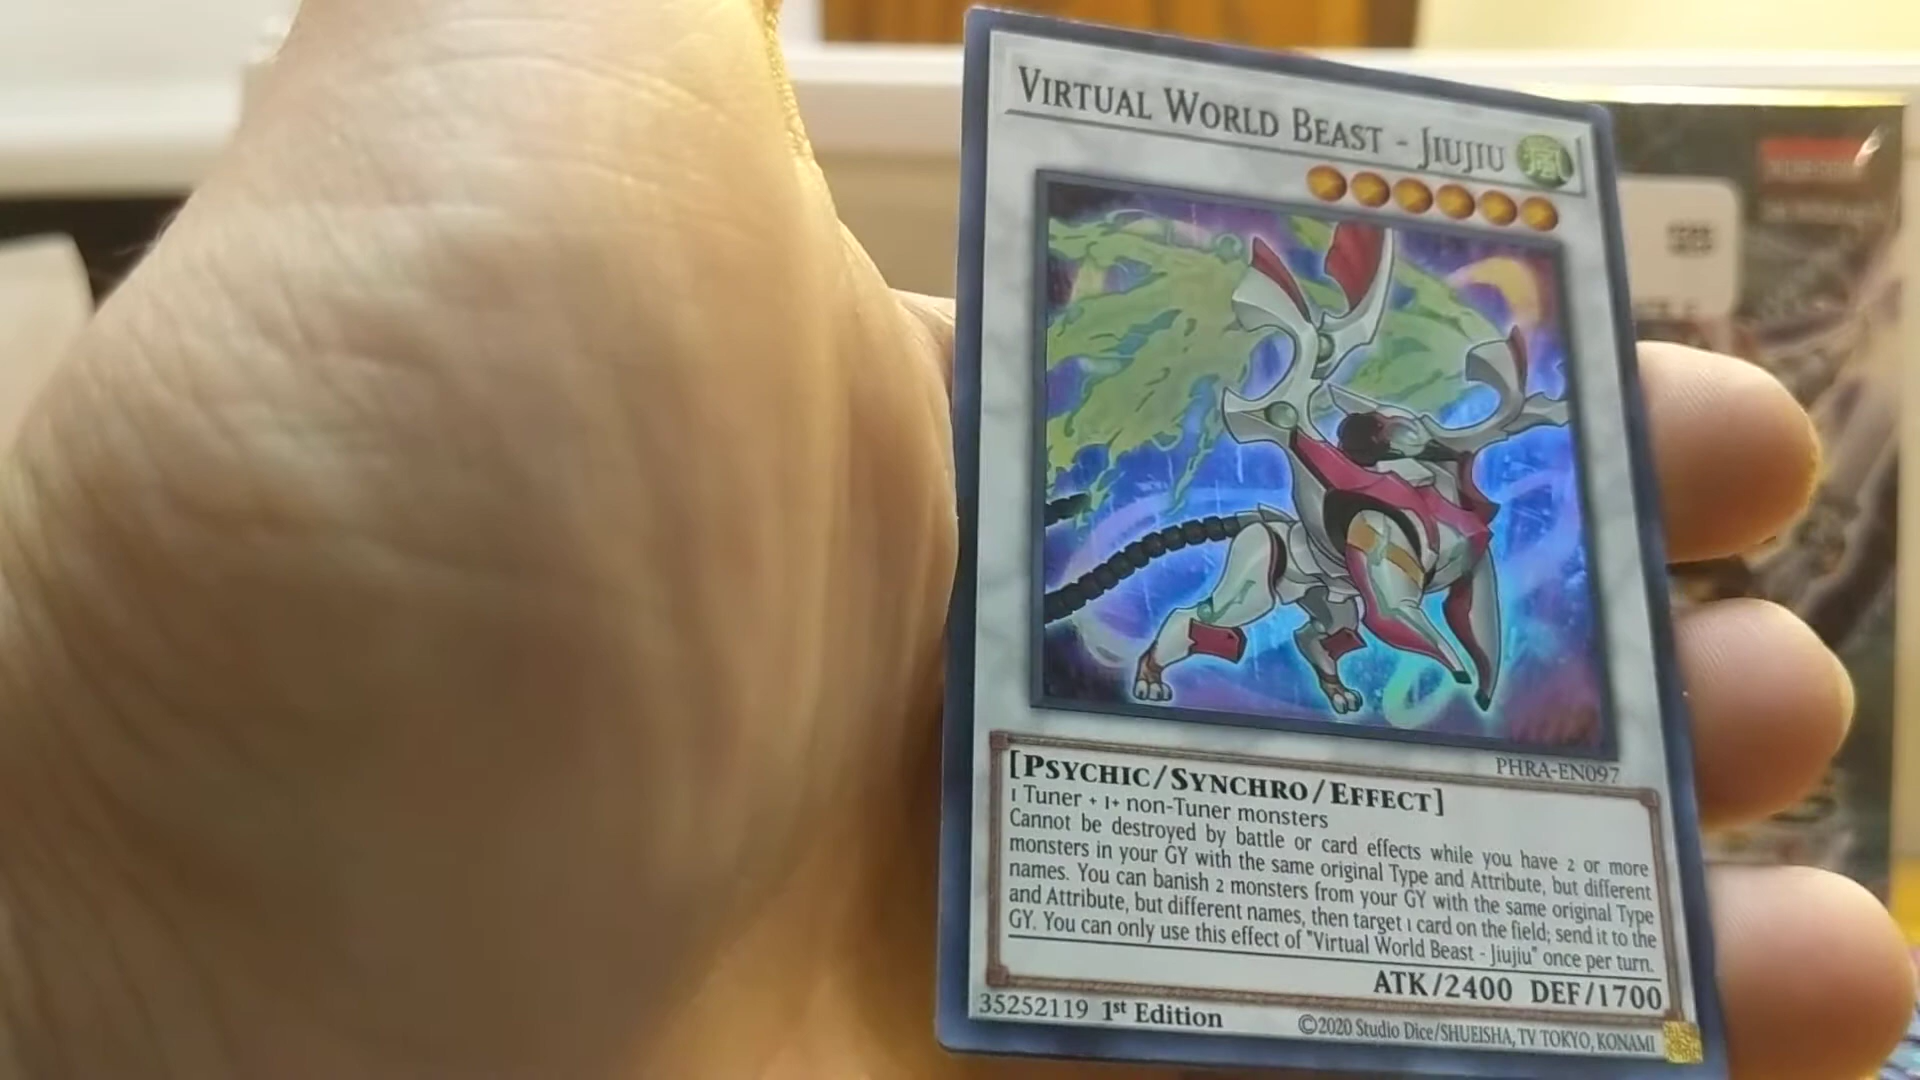 VIRTUAL WORLD BEAST - JIUJIU
風
PHRA-EN097
[PSYCHIC/SYNCHRO/EFFECT]
1 Tuner + 1+ non-Tuner monsters
Cannot be destroyed by battle or card effects while you have 2 or more
monsters in your GY with the same original Type and Attribute, but different
names. You can banish 2 monsters from your GY with the same original Type
and Attribute, but different names, then target 1 card on the field; send it to the
GY. You can only use this effect of "Virtual World Beast - Jiujiu" once per turn.
ATK/2400 DEF/1700
35252119 1st Edition
©2020 Studio Dice/SHUEISHA, TV TOKYO, KONAMI